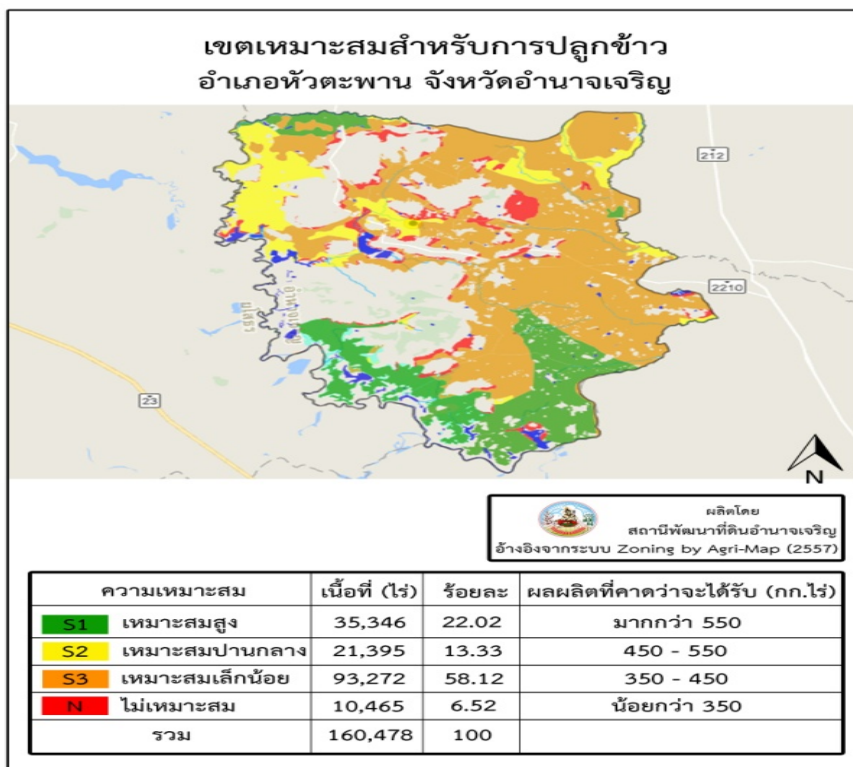 เขตเหมาะสมสำหรับการปลูกข้าว
อำเภอหัวตะพาน จังหวัดอำนาจเจริญ
212
2210
23
N
ผลิตโดย
สถานีพัฒนาที่ดินอำนาจเจริญ
อ้างอิงจากระบบ Zoning by Agri-Map (2557)
ความเหมาะสม เนื้อที่ (ไร่) ร้อยละ ผลผลิตที่คาดว่าจะได้รับ (กก.ไร่)
S1 เหมาะสมสูง 35,346 22.02 มากกว่า 550
S2 เหมาะสมปานกลาง 21,395 13.33 450 - 550
S3 เหมาะสมเล็กน้อย 93,272 58.12 350 - 450
N ไม่เหมาะสม 10,465 6.52 น้อยกว่า 350
รวม 160,478 100